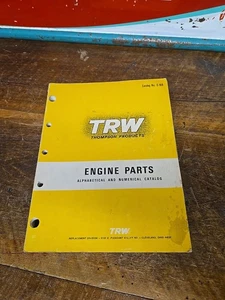 TRW
THOMPSON PRODUCTS
ENGINE PARTS
ALPHABETICAL AND NUMERICAL CATALOG
TRW